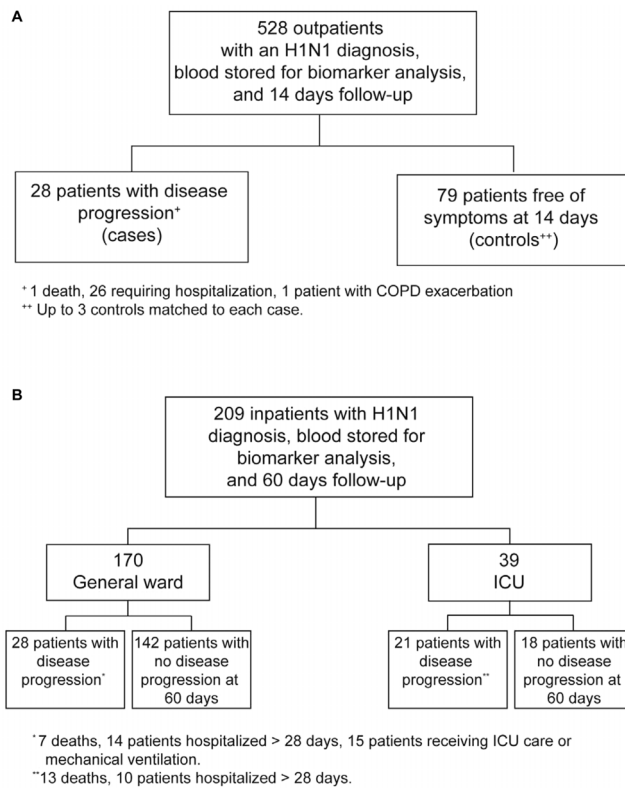 A
528 outpatients
with an H1N1 diagnosis,
blood stored for biomarker analysis,
and 14 days follow-up
28 patients with disease
progression+
(cases)
79 patients free of
symptoms at 14 days
(controls++)
+ 1 death, 26 requiring hospitalization, 1 patient with COPD exacerbation
++ Up to 3 controls matched to each case.
B
209 inpatients with H1N1
diagnosis, blood stored for
biomarker analysis,
and 60 days follow-up
170
General ward
39
ICU
28 patients with
disease
progression*
142 patients with
no disease
progression at
60 days
21 patients with
disease
progression**
18 patients with
no disease
progression at
60 days
*7 deaths, 14 patients hospitalized > 28 days, 15 patients receiving ICU care or
mechanical ventilation.
**13 deaths, 10 patients hospitalized > 28 days.